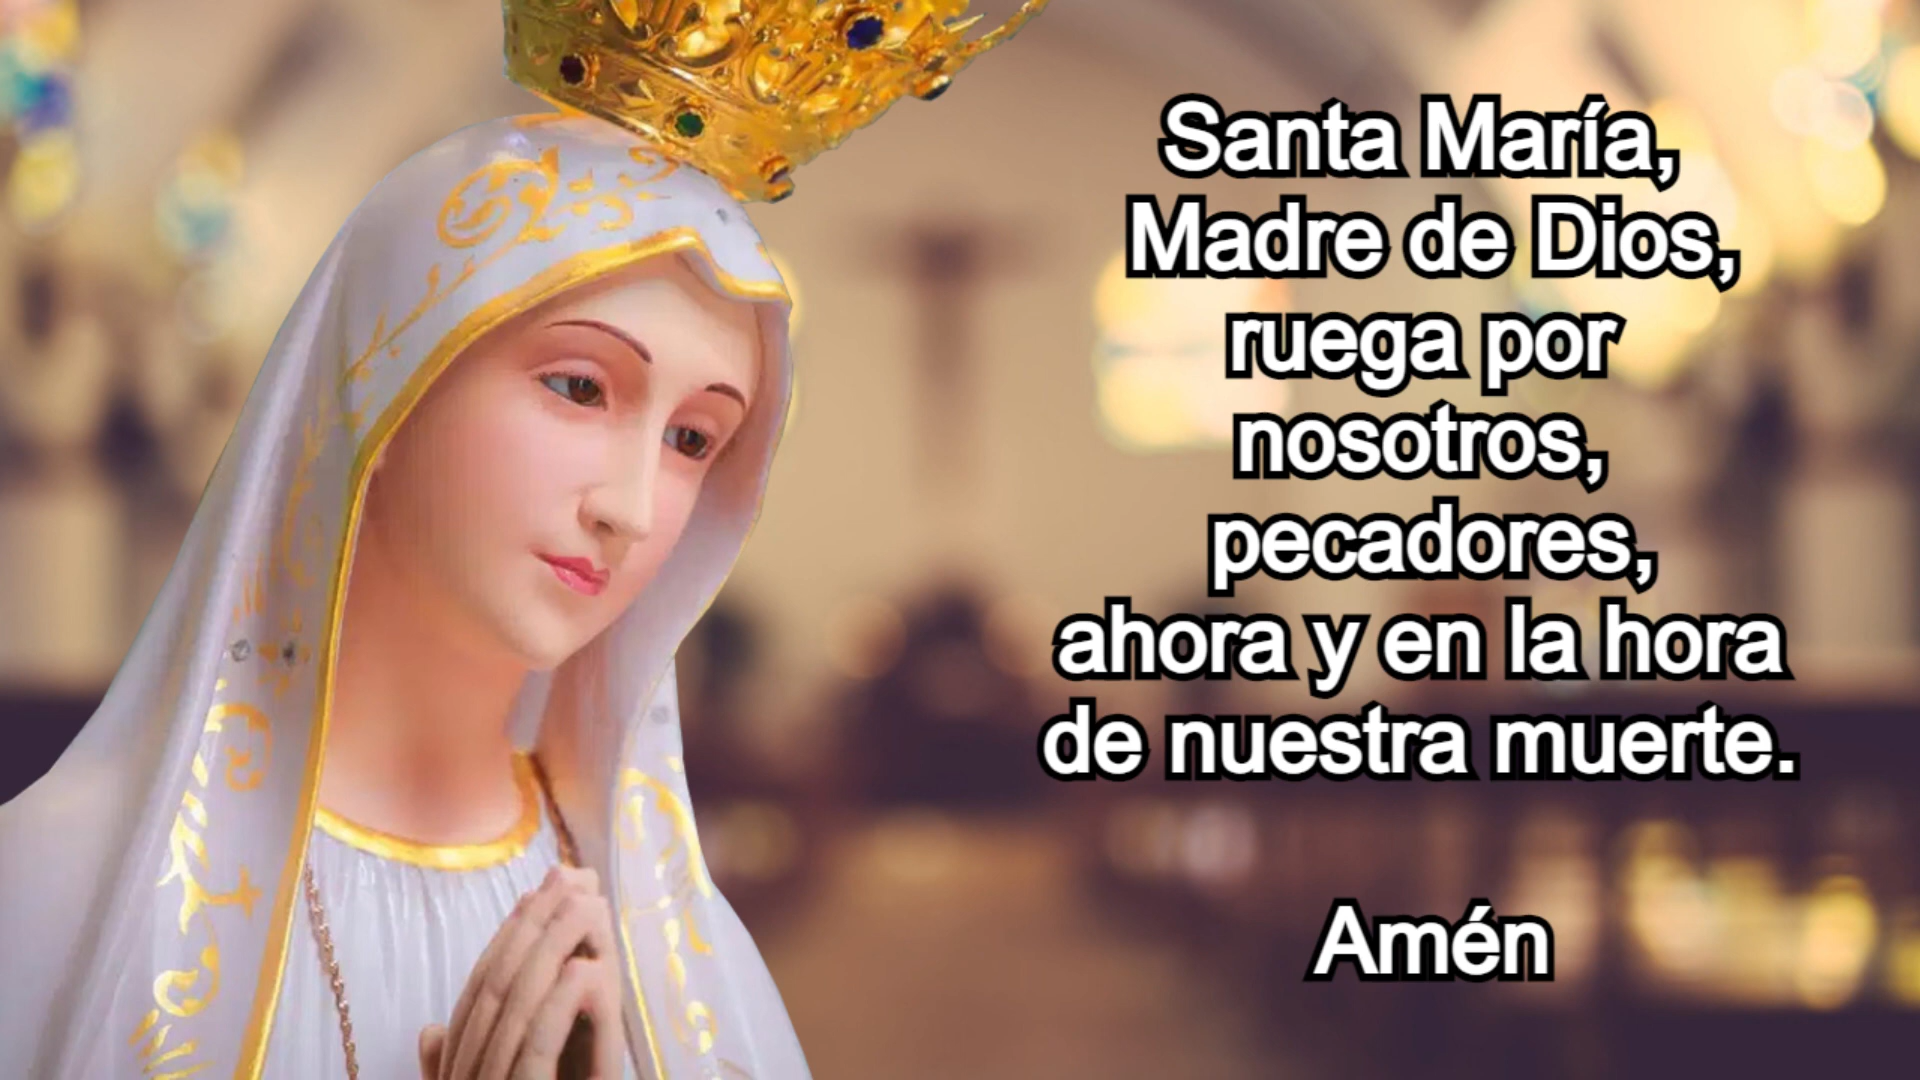 Santa María,
Madre de Dios,
ruega por
nosotros,
pecadores,
ahora y en la hora
de nuestra muerte.
Amén